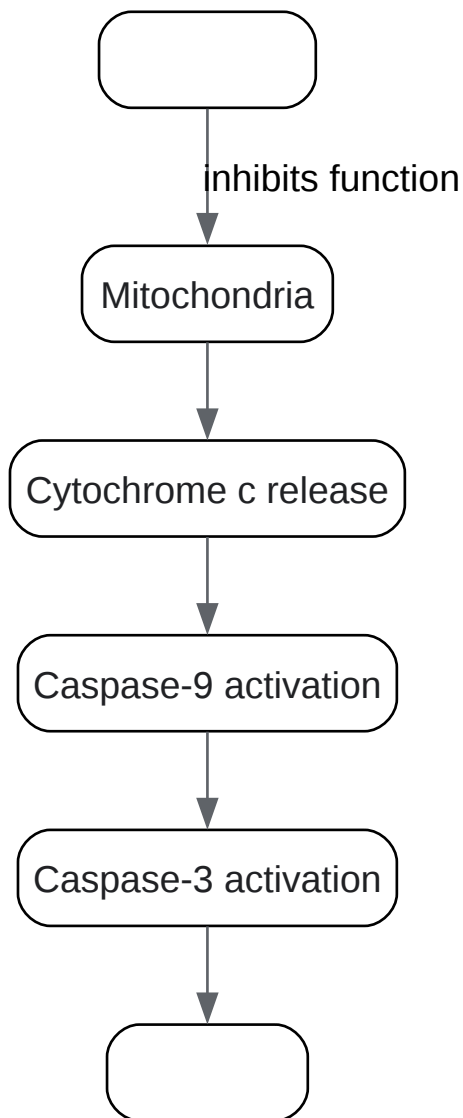 inhibits function
Mitochondria
Cytochrome c release
Caspase-9 activation
Caspase-3 activation